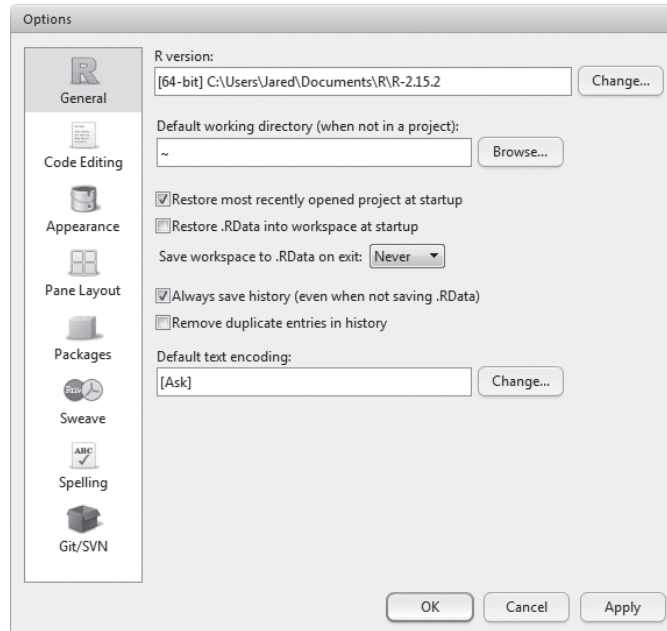 Options
R
General
Code Editing
Appearance
Pane Layout
Packages
Rnw
Sweave
ABC
Spelling
Git/SVN
R version:
[64-bit] C:\Users\Jared\Documents\R\R-2.15.2
Change...
Default working directory (when not in a project):
~
Browse...
Restore most recently opened project at startup
Restore .RData into workspace at startup
Save workspace to .RData on exit: Never
Always save history (even when not saving .RData)
Remove duplicate entries in history
Default text encoding:
[Ask]
Change...
OK
Cancel
Apply